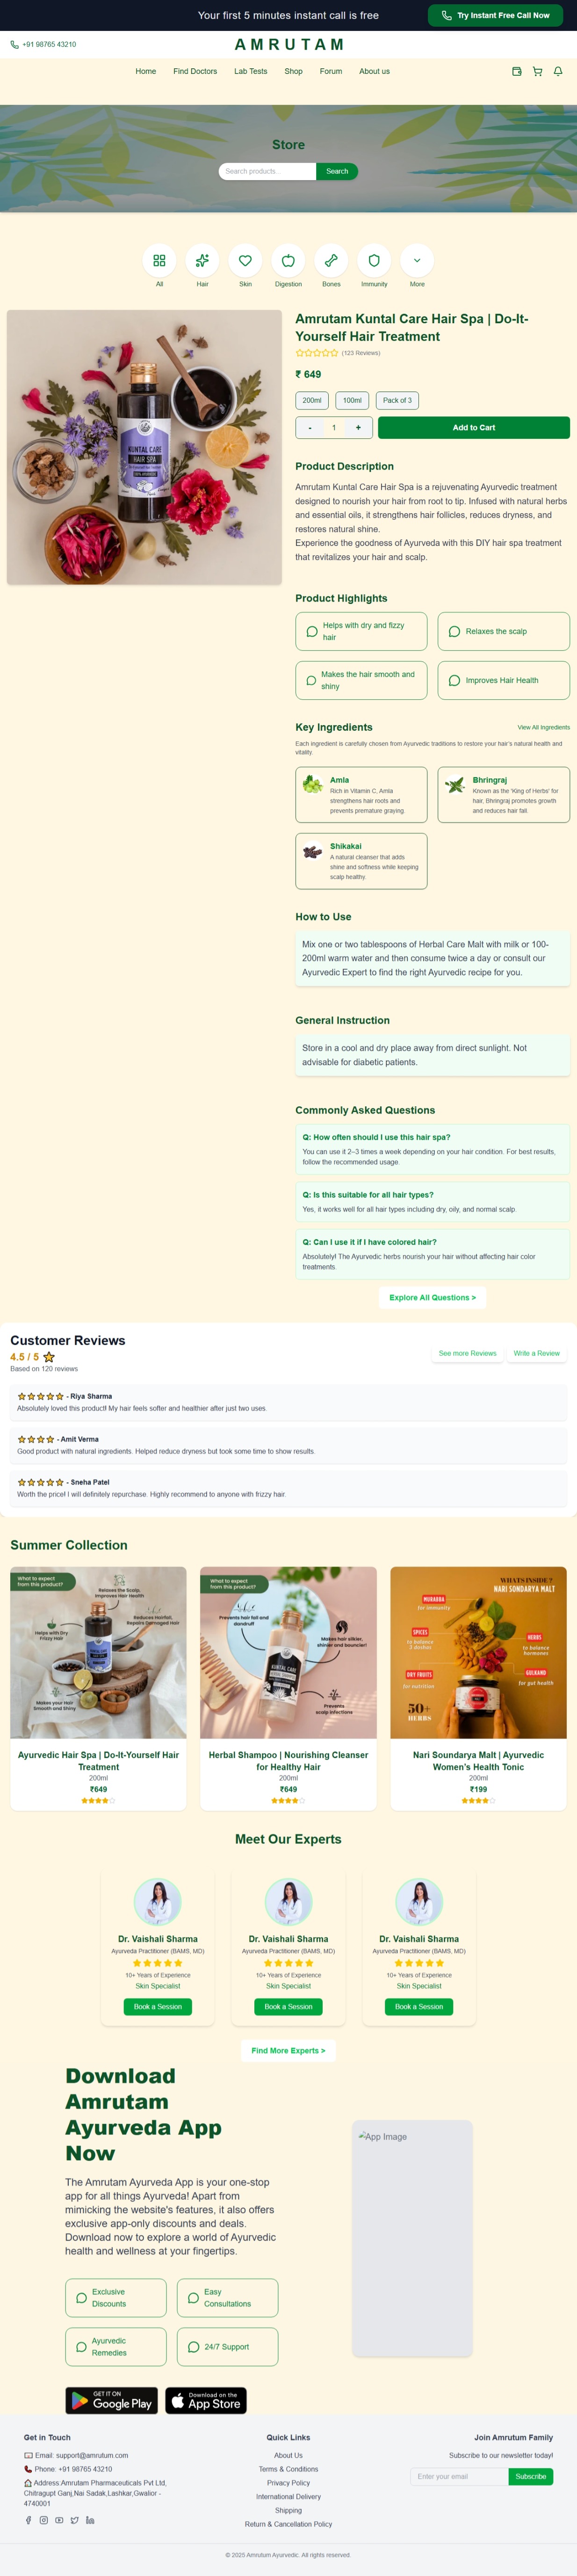 Your first 5 minutes instant call is free
Try Instant Free Call Now
+91 98765 43210
AMRUTAM
Home
Find Doctors
Lab Tests
Shop
Forum
About us
Store
Search products...
Search
All
Hair
Skin
Digestion
Bones
Immunity
More
KUNTAL CARE
HAIR SPA
Amrutam Kuntal Care Hair Spa | Do-It-
Yourself Hair Treatment
(123 Reviews)
₹ 649
200ml
100ml
Pack of 3
-
1
+
Add to Cart
Product Description
Amrutam Kuntal Care Hair Spa is a rejuvenating Ayurvedic treatment
designed to nourish your hair from root to tip. Infused with natural herbs
and essential oils, it strengthens hair follicles, reduces dryness, and
restores natural shine.
Experience the goodness of Ayurveda with this DIY hair spa treatment
that revitalizes your hair and scalp.
Product Highlights
Helps with dry and fizzy
hair
Relaxes the scalp
Makes the hair smooth and
shiny
Improves Hair Health
Key Ingredients
View All Ingredients
Each ingredient is carefully chosen from Ayurvedic traditions to restore your hair's natural health and
vitality.
Amla
Rich in Vitamin C, Amla
strengthens hair roots and
prevents premature graying.
Bhringraj
Known as the 'King of Herbs' for
hair, Bhringraj promotes growth
and reduces hair fall.
Shikakai
A natural cleanser that adds
shine and softness while keeping
scalp healthy.
How to Use
Mix one or two tablespoons of Herbal Care Malt with milk or 100-
200ml warm water and then consume twice a day or consult our
Ayurvedic Expert to find the right Ayurvedic recipe for you.
General Instruction
Store in a cool and dry place away from direct sunlight. Not
advisable for diabetic patients.
Commonly Asked Questions
Q: How often should I use this hair spa?
You can use it 2–3 times a week depending on your hair condition. For best results,
follow the recommended usage.
Q: Is this suitable for all hair types?
Yes, it works well for all hair types including dry, oily, and normal scalp.
Q: Can I use it if I have colored hair?
Absolutely! The Ayurvedic herbs nourish your hair without affecting hair color
treatments.
Explore All Questions >
Customer Reviews
4.5 / 5
Based on 120 reviews
See more Reviews
Write a Review
- Riya Sharma
Absolutely loved this product! My hair feels softer and healthier after just two uses.
- Amit Verma
Good product with natural ingredients. Helped reduce dryness but took some time to show results.
- Sneha Patel
Worth the price! I will definitely repurchase. Highly recommend to anyone with frizzy hair.
Summer Collection
What to expect
from this product?
Relaxes the Scalp,
Improves Hair Health
Helps with Dry
Frizzy Hair
Reduces Hairfall,
Repairs Damaged Hair
Makes your Hair
Smooth and Shiny
What to expect
from this product?
Prevents hair fall and
dandruff
Makes hair silkier,
shinier and bouncier!
KUNTAL CARE
Prevents
scalp infections
WHAT'S INSIDE ?
NARI SONDARYA MALT
MURABBA
for immunity
SPICES
to balance
3 doshas
HERBS
to balance
hormones
DRY FRUITS
for nutrition
GULKAND
for gut health
50+
HERBS
Ayurvedic Hair Spa | Do-It-Yourself Hair
Treatment
200ml
₹649
Herbal Shampoo | Nourishing Cleanser
for Healthy Hair
200ml
₹649
Nari Soundarya Malt | Ayurvedic
Women's Health Tonic
200ml
₹199
Meet Our Experts
Dr. Vaishali Sharma
Ayurveda Practitioner (BAMS, MD)
10+ Years of Experience
Skin Specialist
Book a Session
Dr. Vaishali Sharma
Ayurveda Practitioner (BAMS, MD)
10+ Years of Experience
Skin Specialist
Book a Session
Dr. Vaishali Sharma
Ayurveda Practitioner (BAMS, MD)
10+ Years of Experience
Skin Specialist
Book a Session
Find More Experts >
Download
Amrutam
Ayurveda App
Now
The Amrutam Ayurveda App is your one-stop
app for all things Ayurveda! Apart from
mimicking the website's features, it also offers
exclusive app-only discounts and deals.
Download now to explore a world of Ayurvedic
health and wellness at your fingertips.
App Image
Exclusive
Discounts
Easy
Consultations
Ayurvedic
Remedies
24/7 Support
GET IT ON
Google Play
Download on the
App Store
Get in Touch
Email: support@amrutum.com
Phone: +91 98765 43210
Address:Amrutam Pharmaceuticals Pvt Ltd,
Chitragupt Ganj,Nai Sadak,Lashkar,Gwalior -
4740001
Quick Links
About Us
Terms & Conditions
Privacy Policy
International Delivery
Shipping
Return & Cancellation Policy
Join Amrutum Family
Subscribe to our newsletter today!
Enter your email
Subscribe
© 2025 Amrutum Ayurvedic. All rights reserved.